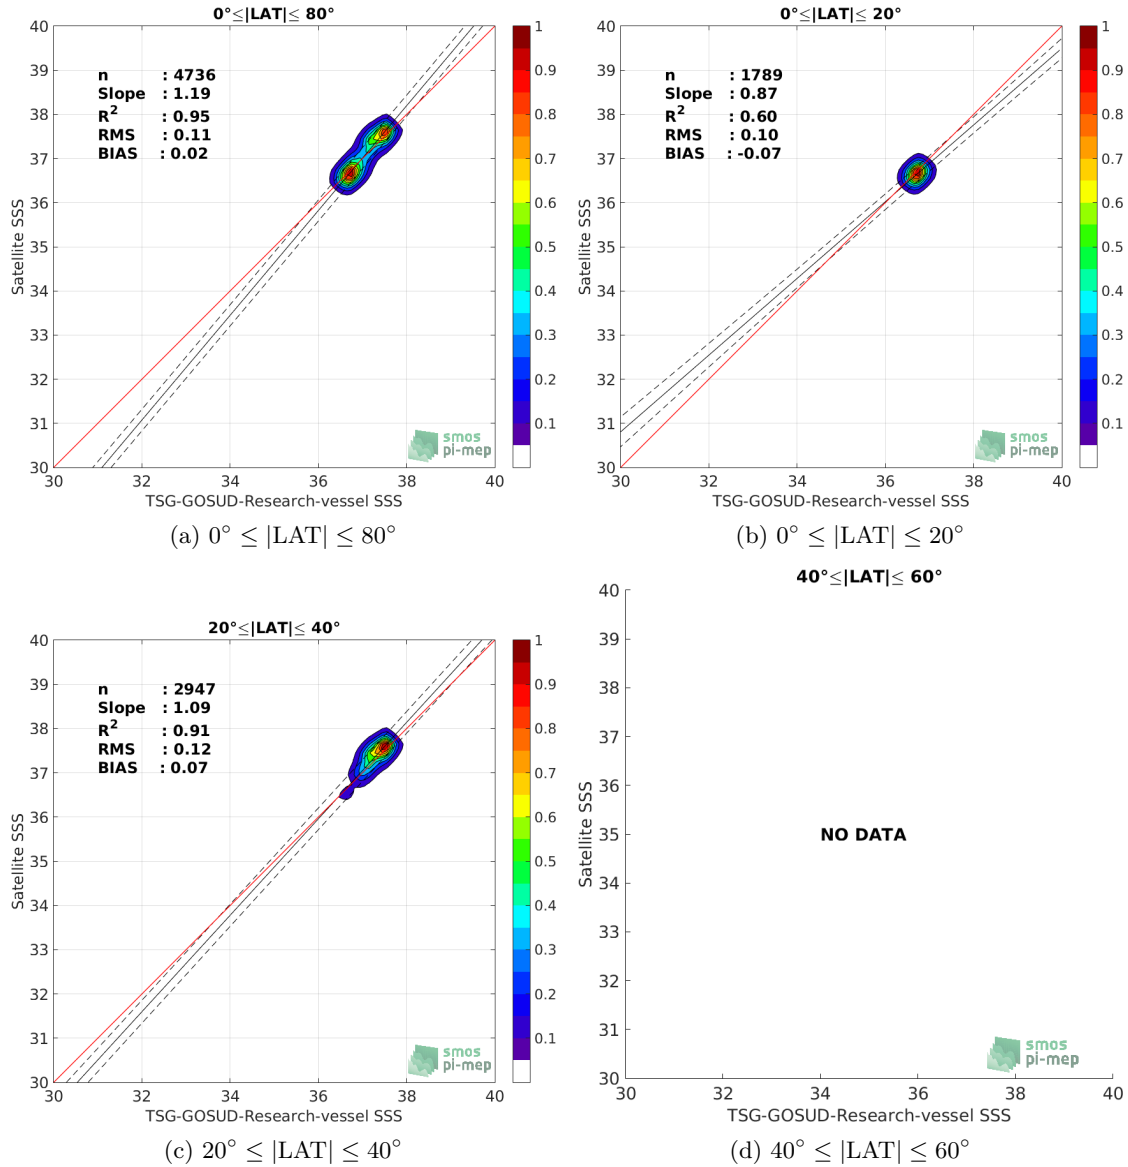 0°≤|LAT|≤ 80°
40
39
38
37
36
35
34
33
32
31
30
n : 4736
Slope : 1.19
R2 : 0.95
RMS : 0.11
BIAS : 0.02
Satellite SSS
smos
pi-mep
30 32 34 36 38 40
TSG-GOSUD-Research-vessel SSS
1
0.9
0.8
0.7
0.6
0.5
0.4
0.3
0.2
0.1
(a) 0° ≤ |LAT| ≤ 80°
0°≤|LAT|≤ 20°
40
39
38
37
36
35
34
33
32
31
30
n : 1789
Slope : 0.87
R2 : 0.60
RMS : 0.10
BIAS : -0.07
Satellite SSS
smos
pi-mep
30 32 34 36 38 40
TSG-GOSUD-Research-vessel SSS
1
0.9
0.8
0.7
0.6
0.5
0.4
0.3
0.2
0.1
(b) 0° ≤ |LAT| ≤ 20°
20°≤|LAT|≤ 40°
40
39
38
37
36
35
34
33
32
31
30
n : 2947
Slope : 1.09
R2 : 0.91
RMS : 0.12
BIAS : 0.07
Satellite SSS
smos
pi-mep
30 32 34 36 38 40
TSG-GOSUD-Research-vessel SSS
1
0.9
0.8
0.7
0.6
0.5
0.4
0.3
0.2
0.1
(c) 20° ≤ |LAT| ≤ 40°
40°≤|LAT|≤ 60°
40
39
38
37
36
35
34
33
32
31
30
NO DATA
Satellite SSS
smos
pi-mep
30 32 34 36 38 40
TSG-GOSUD-Research-vessel SSS
(d) 40° ≤ |LAT| ≤ 60°